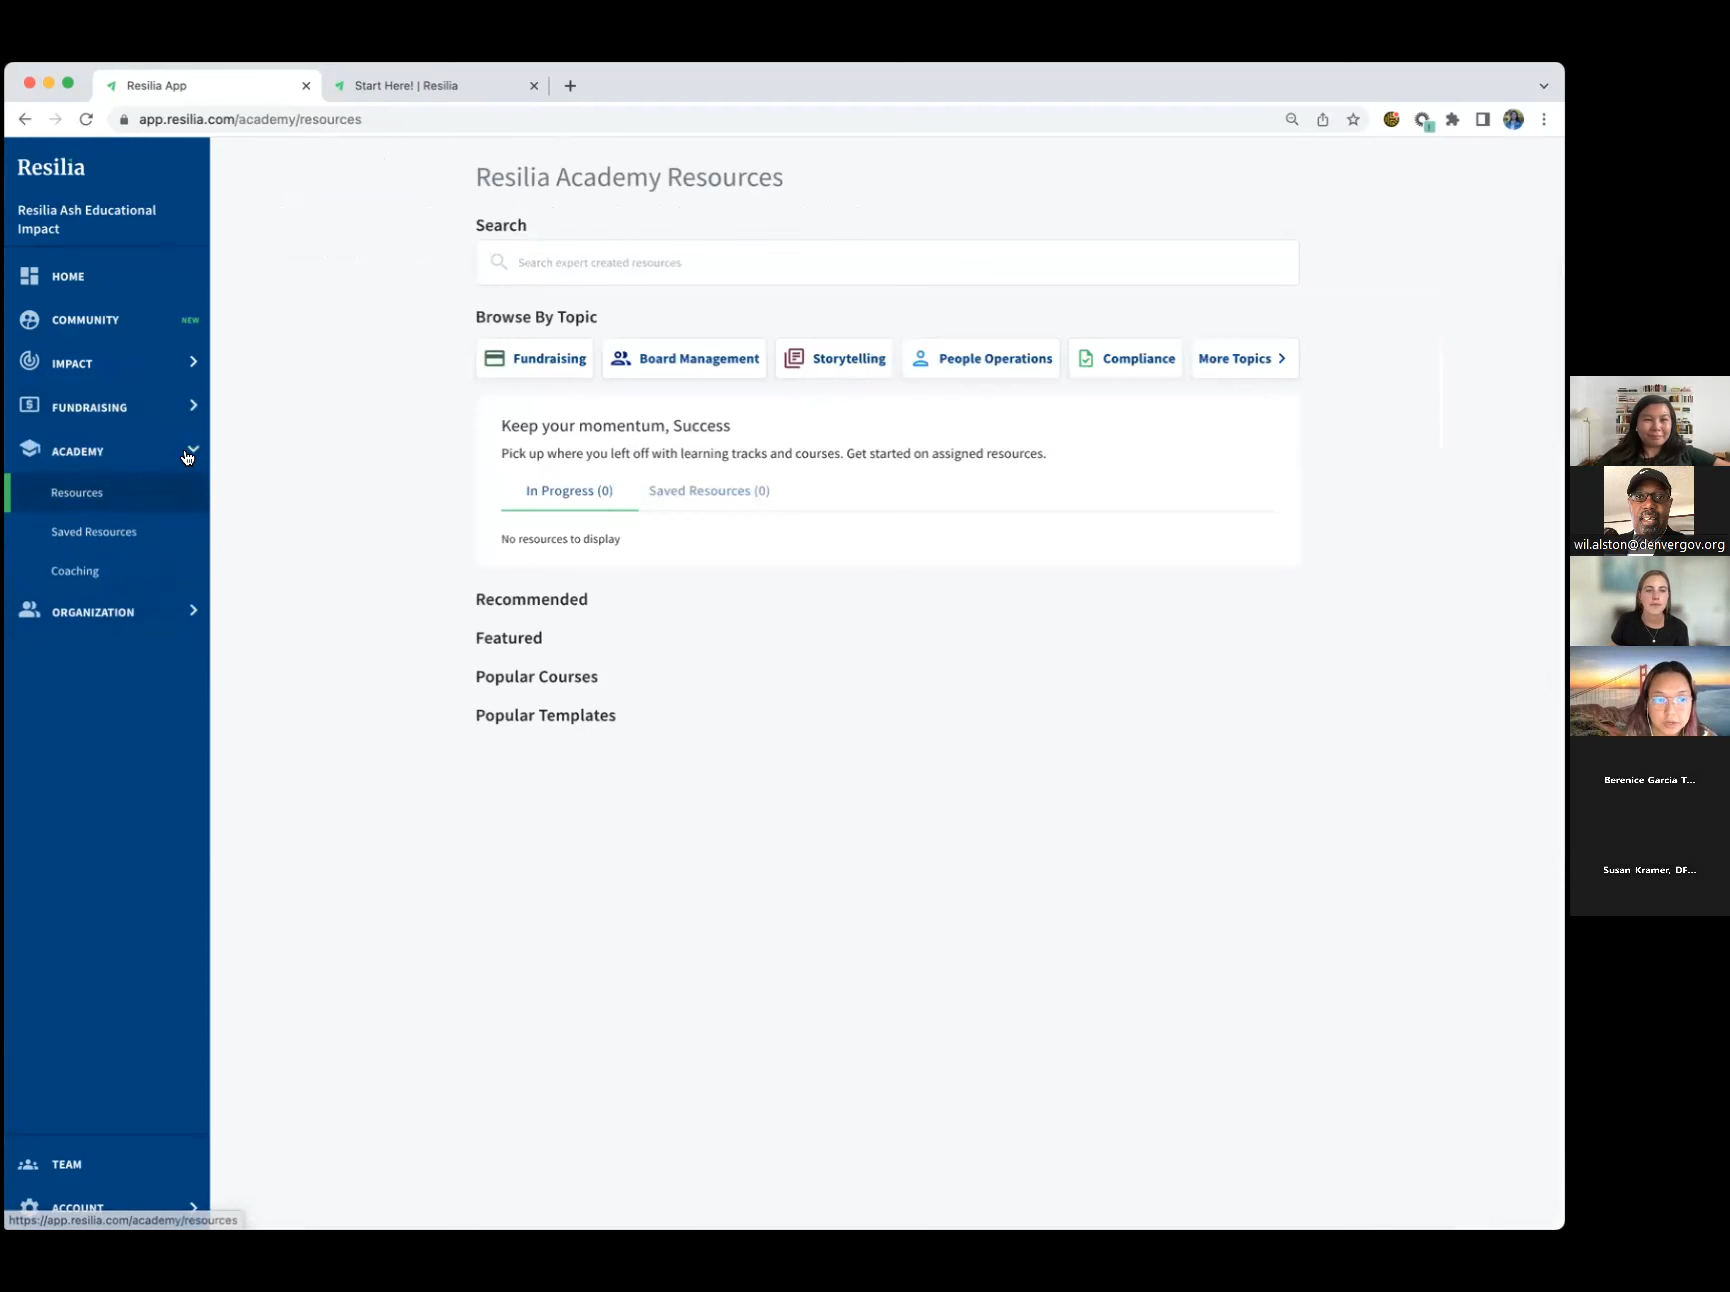 Resilia App
Start Here! | Resilia
app.resilia.com/academy/resources
Resilia
Resilia Ash Educational
Impact
HOME
COMMUNITY NEW
IMPACT
FUNDRAISING
ACADEMY
Resources
Saved Resources
Coaching
ORGANIZATION
TEAM
ACCOUNT
https://app.resilia.com/academy/resources
Resilia Academy Resources
Search
Search expert created resources
Browse By Topic
Fundraising Board Management Storytelling People Operations Compliance More Topics
Keep your momentum, Success
Pick up where you left off with learning tracks and courses. Get started on assigned resources.
In Progress (0) Saved Resources (0)
No resources to display
Recommended
Featured
Popular Courses
Popular Templates
wil.alston@denvergov.org
Berenice Garcia T...
Susan Kramer, DF...